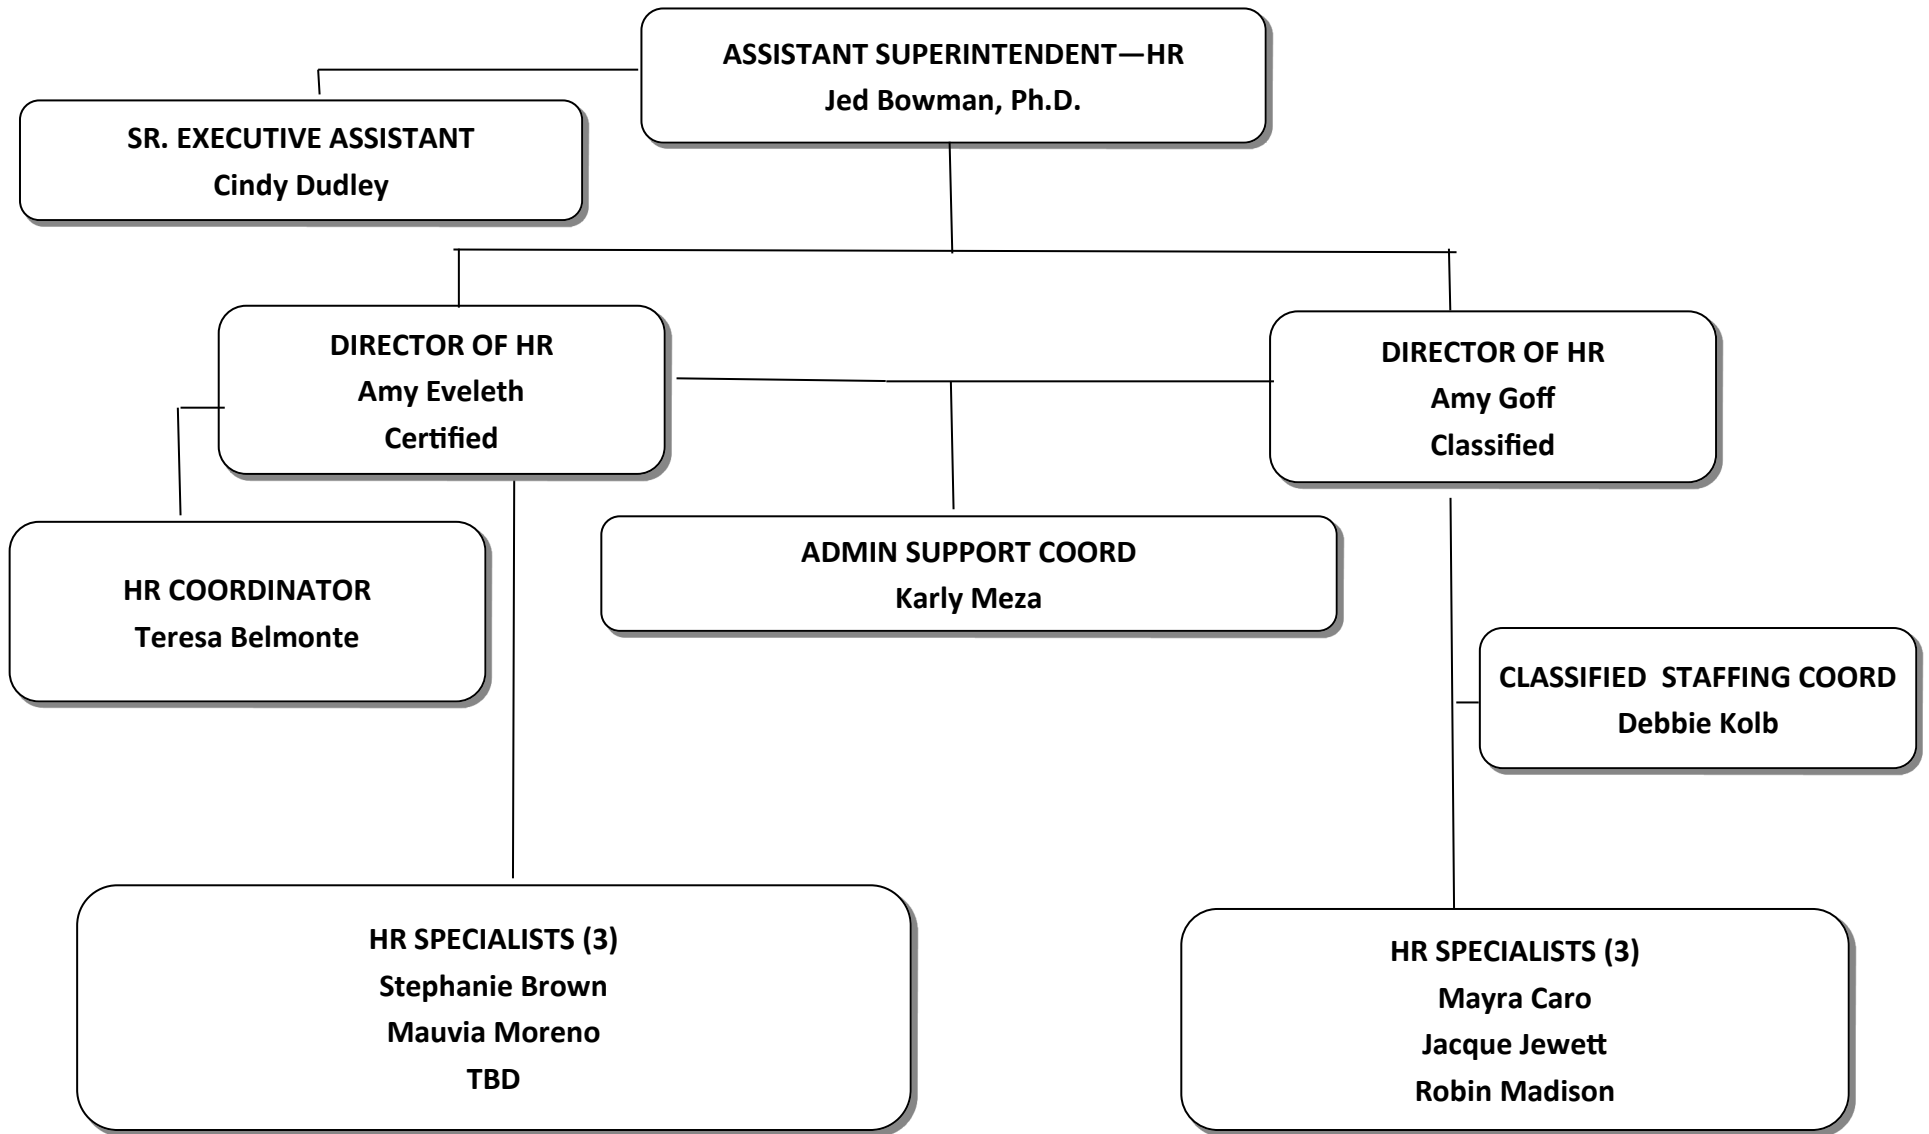 ASSISTANT SUPERINTENDENT—HR
Jed Bowman, Ph.D.
SR. EXECUTIVE ASSISTANT
Cindy Dudley
DIRECTOR OF HR
Amy Eveleth
Certified
DIRECTOR OF HR
Amy Goff
Classified
HR COORDINATOR
Teresa Belmonte
ADMIN SUPPORT COORD
Karly Meza
CLASSIFIED  STAFFING COORD
Debbie Kolb
HR SPECIALISTS (3)
Stephanie Brown
Mauvia Moreno
TBD
HR SPECIALISTS (3)
Mayra Caro
Jacque Jewett
Robin Madison